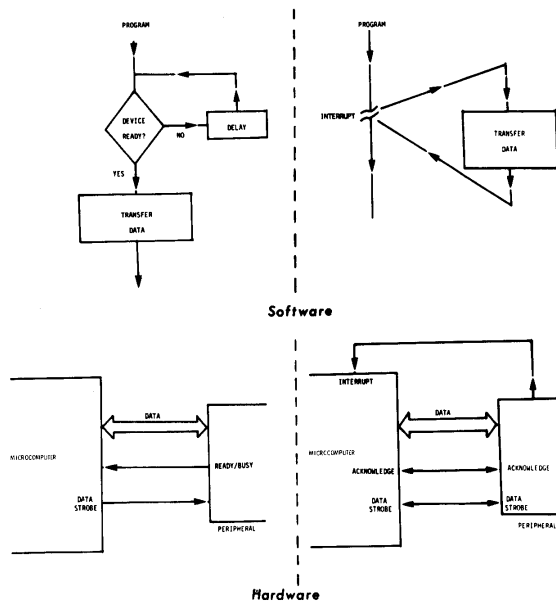 PROGRAM
DEVICE
READY?
NO
DELAY
YES
TRANSFER
DATA
PROGRAM
INTERRUPT
TRANSFER
DATA
Software
DATA
MICROCOMPUTER
READY/BUSY
DATA
STROBE
PERIPHERAL
INTERRUPT
DATA
MICROCOMPUTER
ACKNOWLEDGE
ACKNOWLEDGE
DATA
STROBE
DATA
STROBE
PERIPHERAL
Hardware